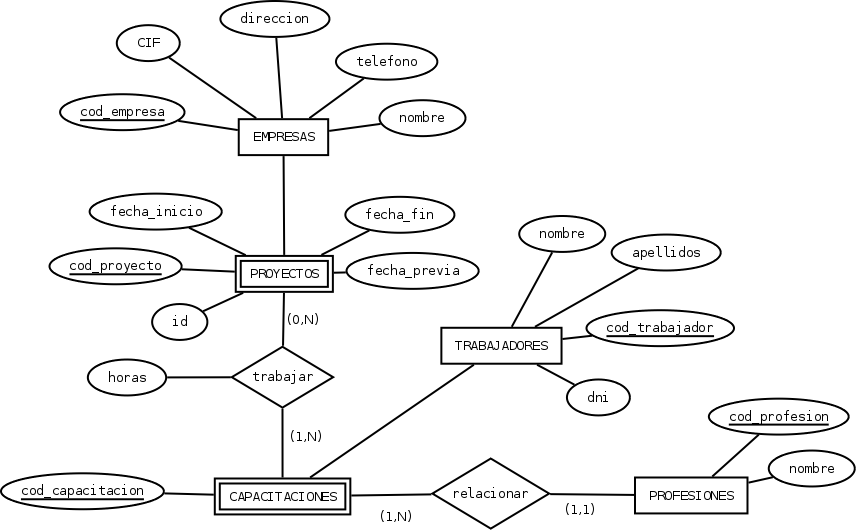 direccion
CIF
telefono
cod_empresa
nombre
EMPRESAS
fecha_inicio
fecha_fin
nombre
apellidos
cod_proyecto
PROYECTOS
fecha_previa
id
(0,N)
cod_trabajador
TRABAJADORES
horas
trabajar
dni
cod_profesion
(1,N)
nombre
cod_capacitacion
CAPACITACIONES
relacionar
PROFESIONES
(1,N)
(1,1)